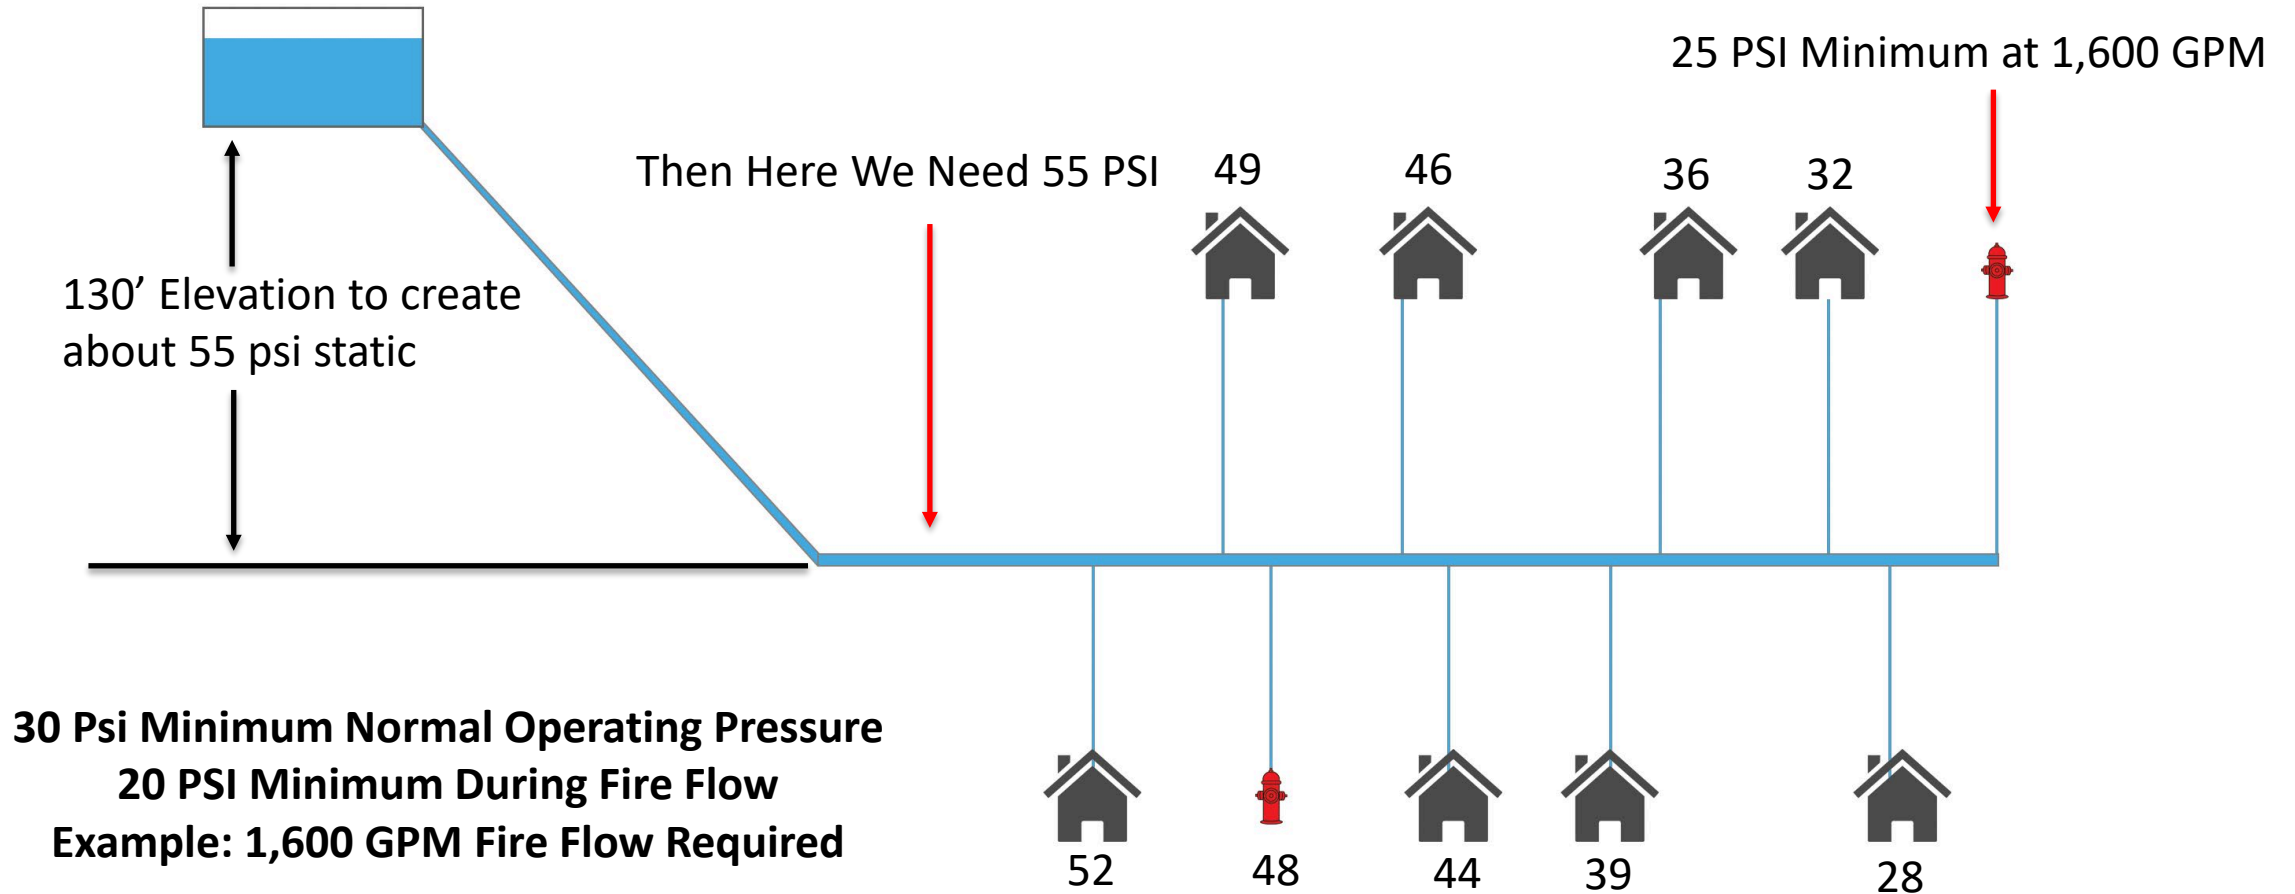 25 PSI Minimum at 1,600 GPM
Then Here We Need 55 PSI
49
46
36
32
130’ Elevation to create
about 55 psi static
30 Psi Minimum Normal Operating Pressure
20 PSI Minimum During Fire Flow
Example: 1,600 GPM Fire Flow Required
52
48
44
39
28